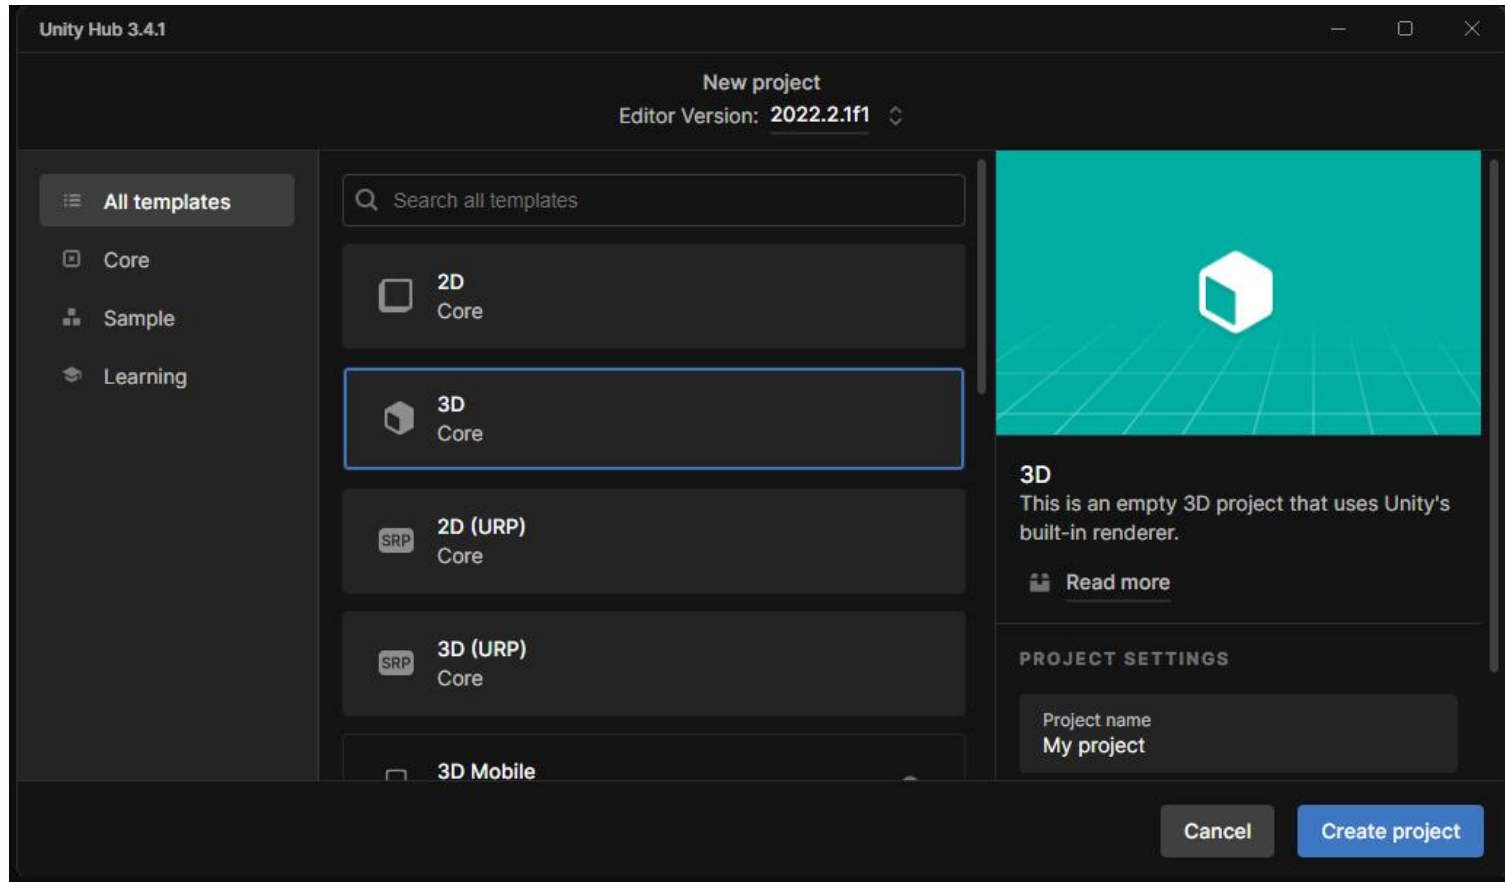 Unity Hub 3.4.1
New project
Editor Version: 2022.2.1f1
All templates
Core
Sample
Learning
Search all templates
2D
Core
3D
Core
SRP
2D (URP)
Core
SRP
3D (URP)
Core
3D Mobile
3D
This is an empty 3D project that uses Unity's
built-in renderer.
Read more
PROJECT SETTINGS
Project name
My project
Cancel
Create project